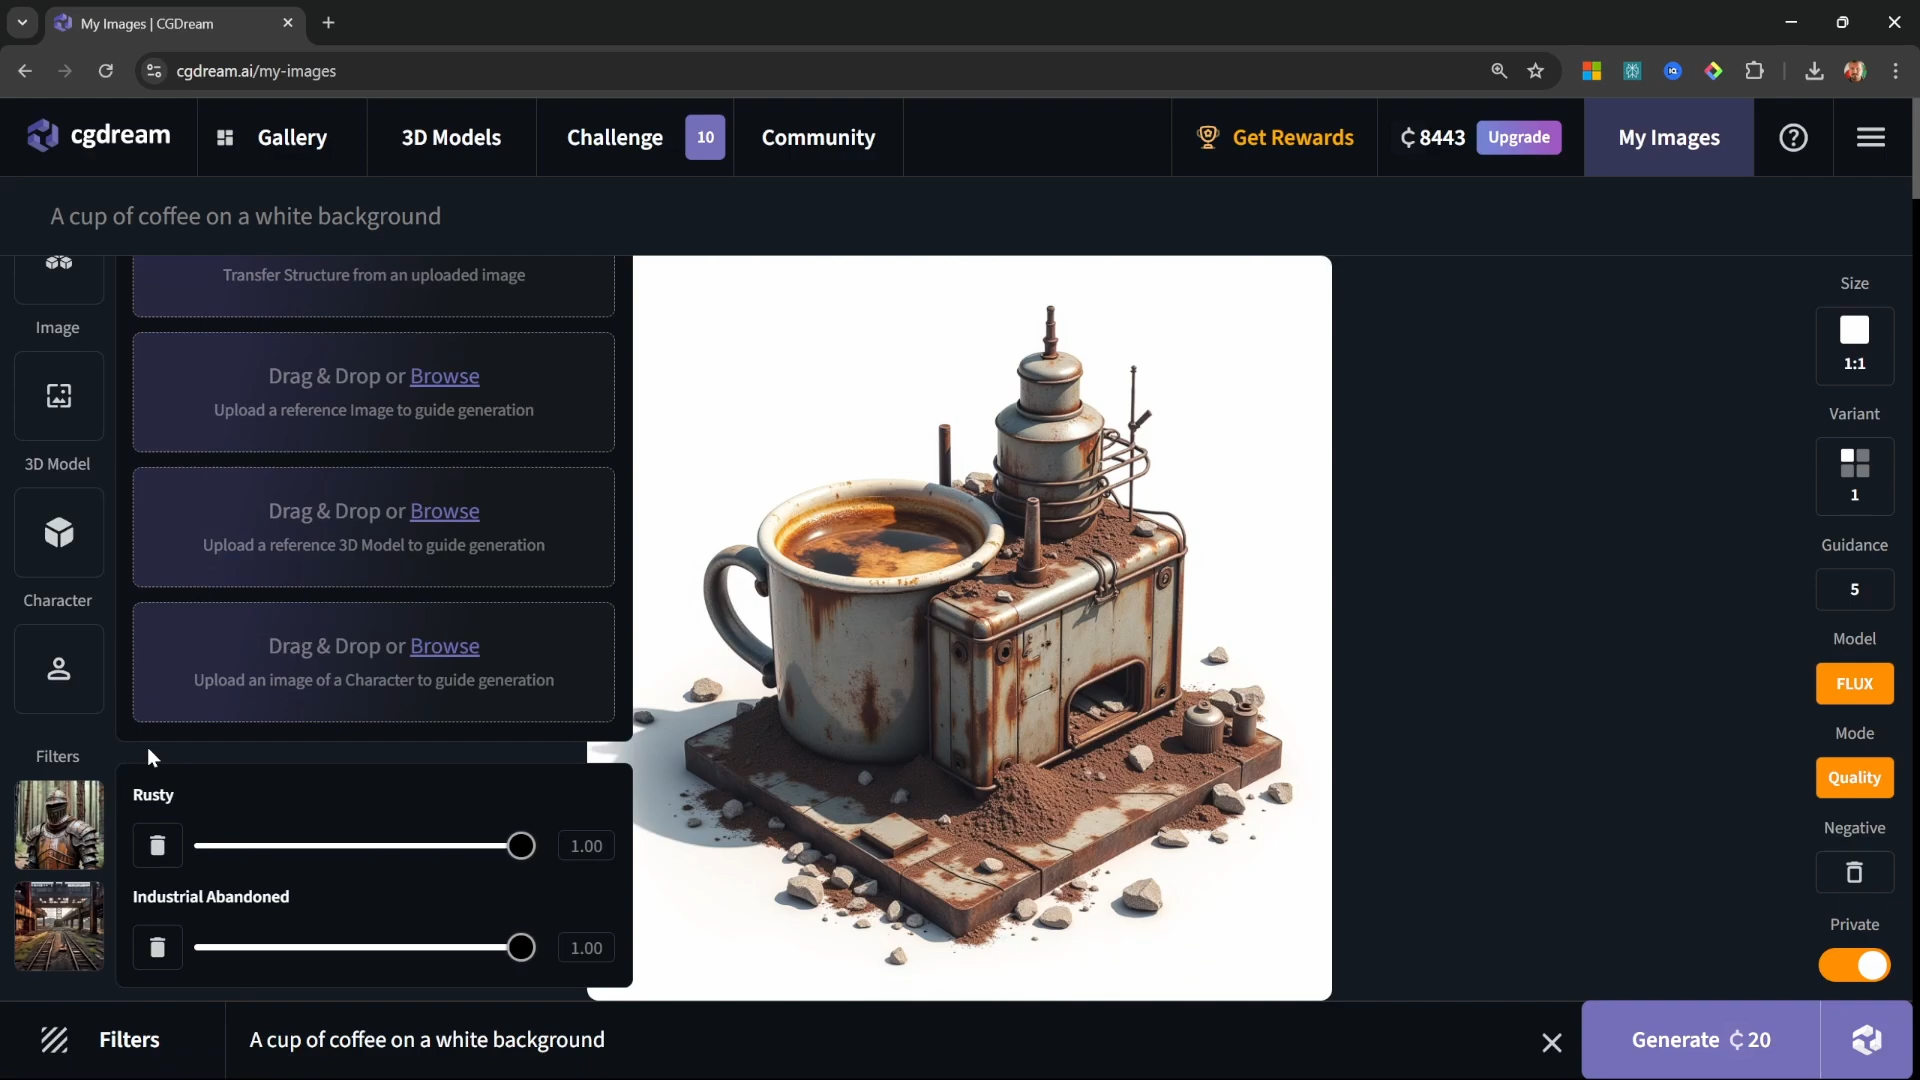 My Images | CGDream
cgdream.ai/my-images
cgdream
Gallery
3D Models
Challenge
10
Community
Get Rewards
₵ 8443
Upgrade
My Images
A cup of coffee on a white background
Transfer Structure from an uploaded image
Image
Drag & Drop or Browse
Upload a reference Image to guide generation
3D Model
Drag & Drop or Browse
Upload a reference 3D Model to guide generation
Character
Drag & Drop or Browse
Upload an image of a Character to guide generation
Filters
Rusty
1.00
Industrial Abandoned
1.00
Size
1:1
Variant
1
Guidance
5
Model
FLUX
Mode
Quality
Negative
Private
Filters
A cup of coffee on a white background
Generate ₵ 20